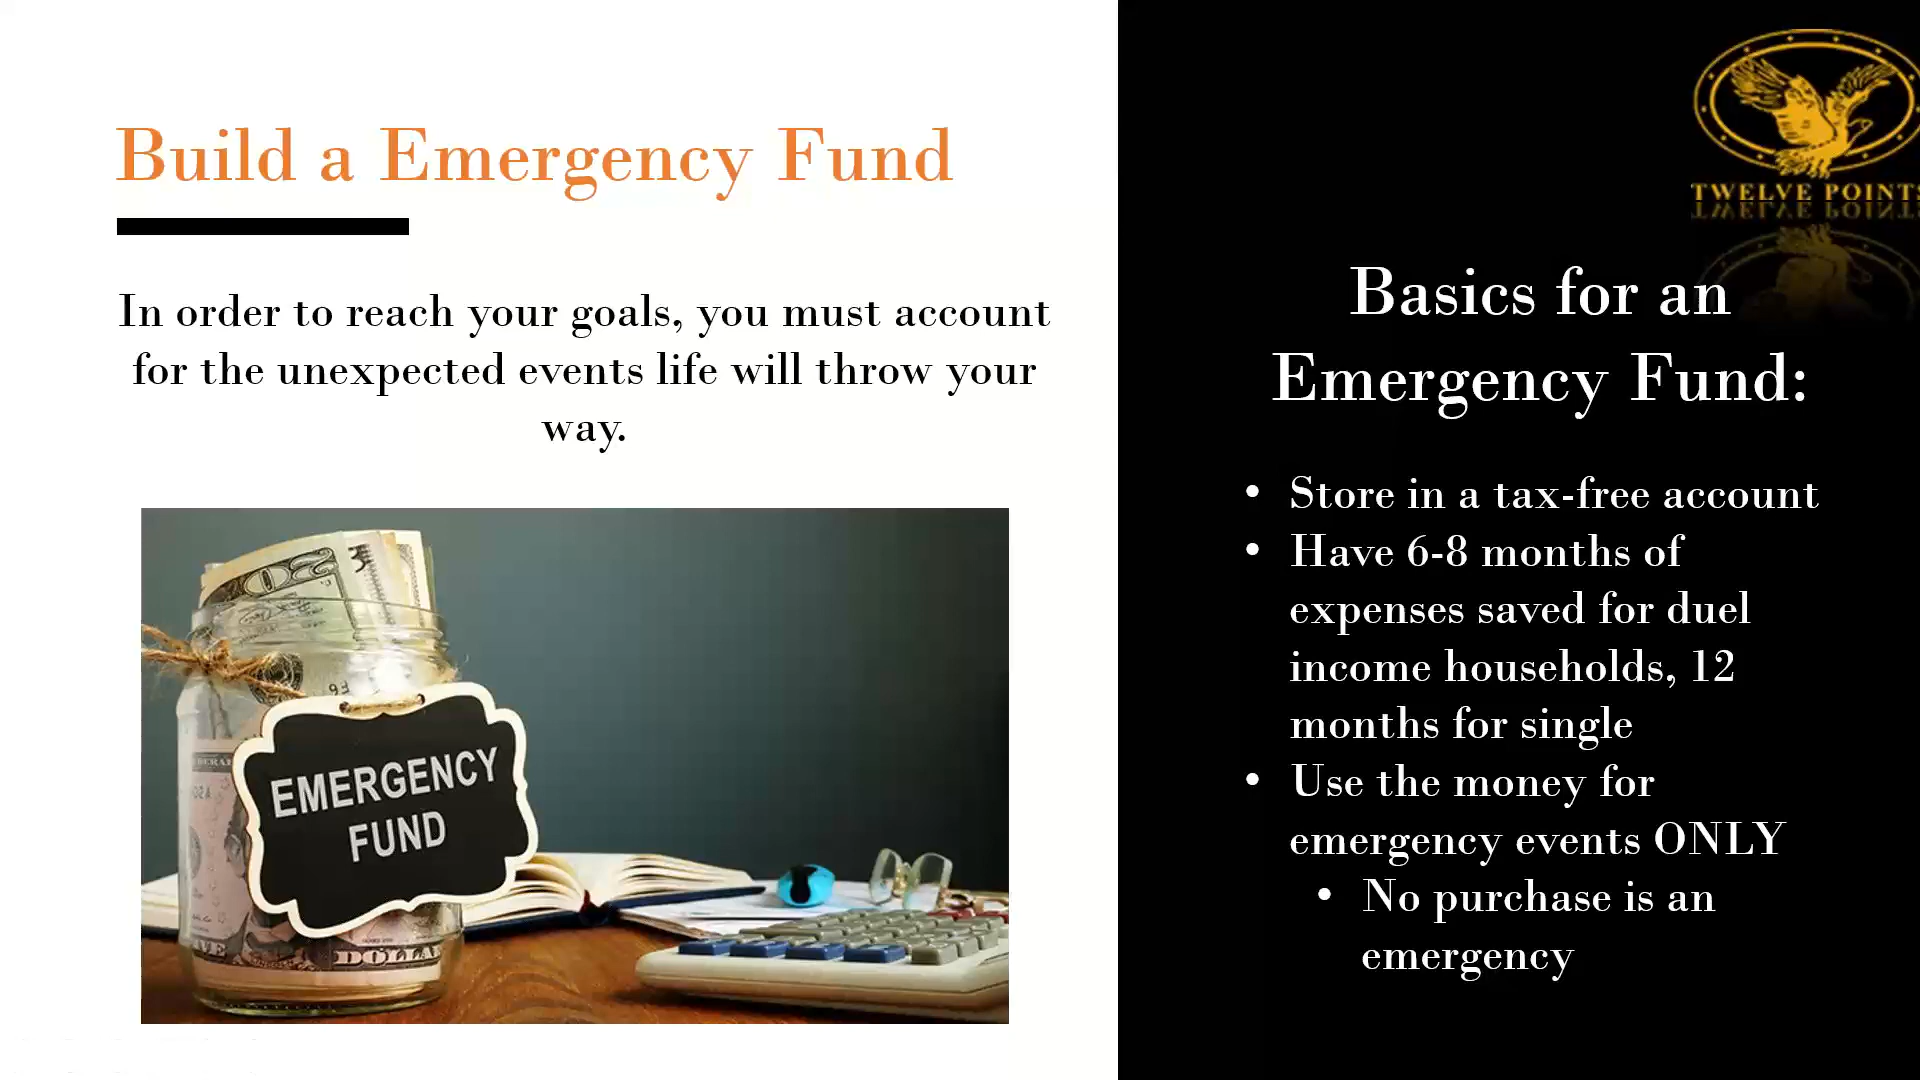 Build a Emergency Fund
In order to reach your goals, you must account
for the unexpected events life will throw your
way.
EMERGENCY
FUND
TWELVE POINTS
Basics for an
Emergency Fund:
• Store in a tax-free account
• Have 6-8 months of
expenses saved for duel
income households, 12
months for single
• Use the money for
emergency events ONLY
• No purchase is an
emergency